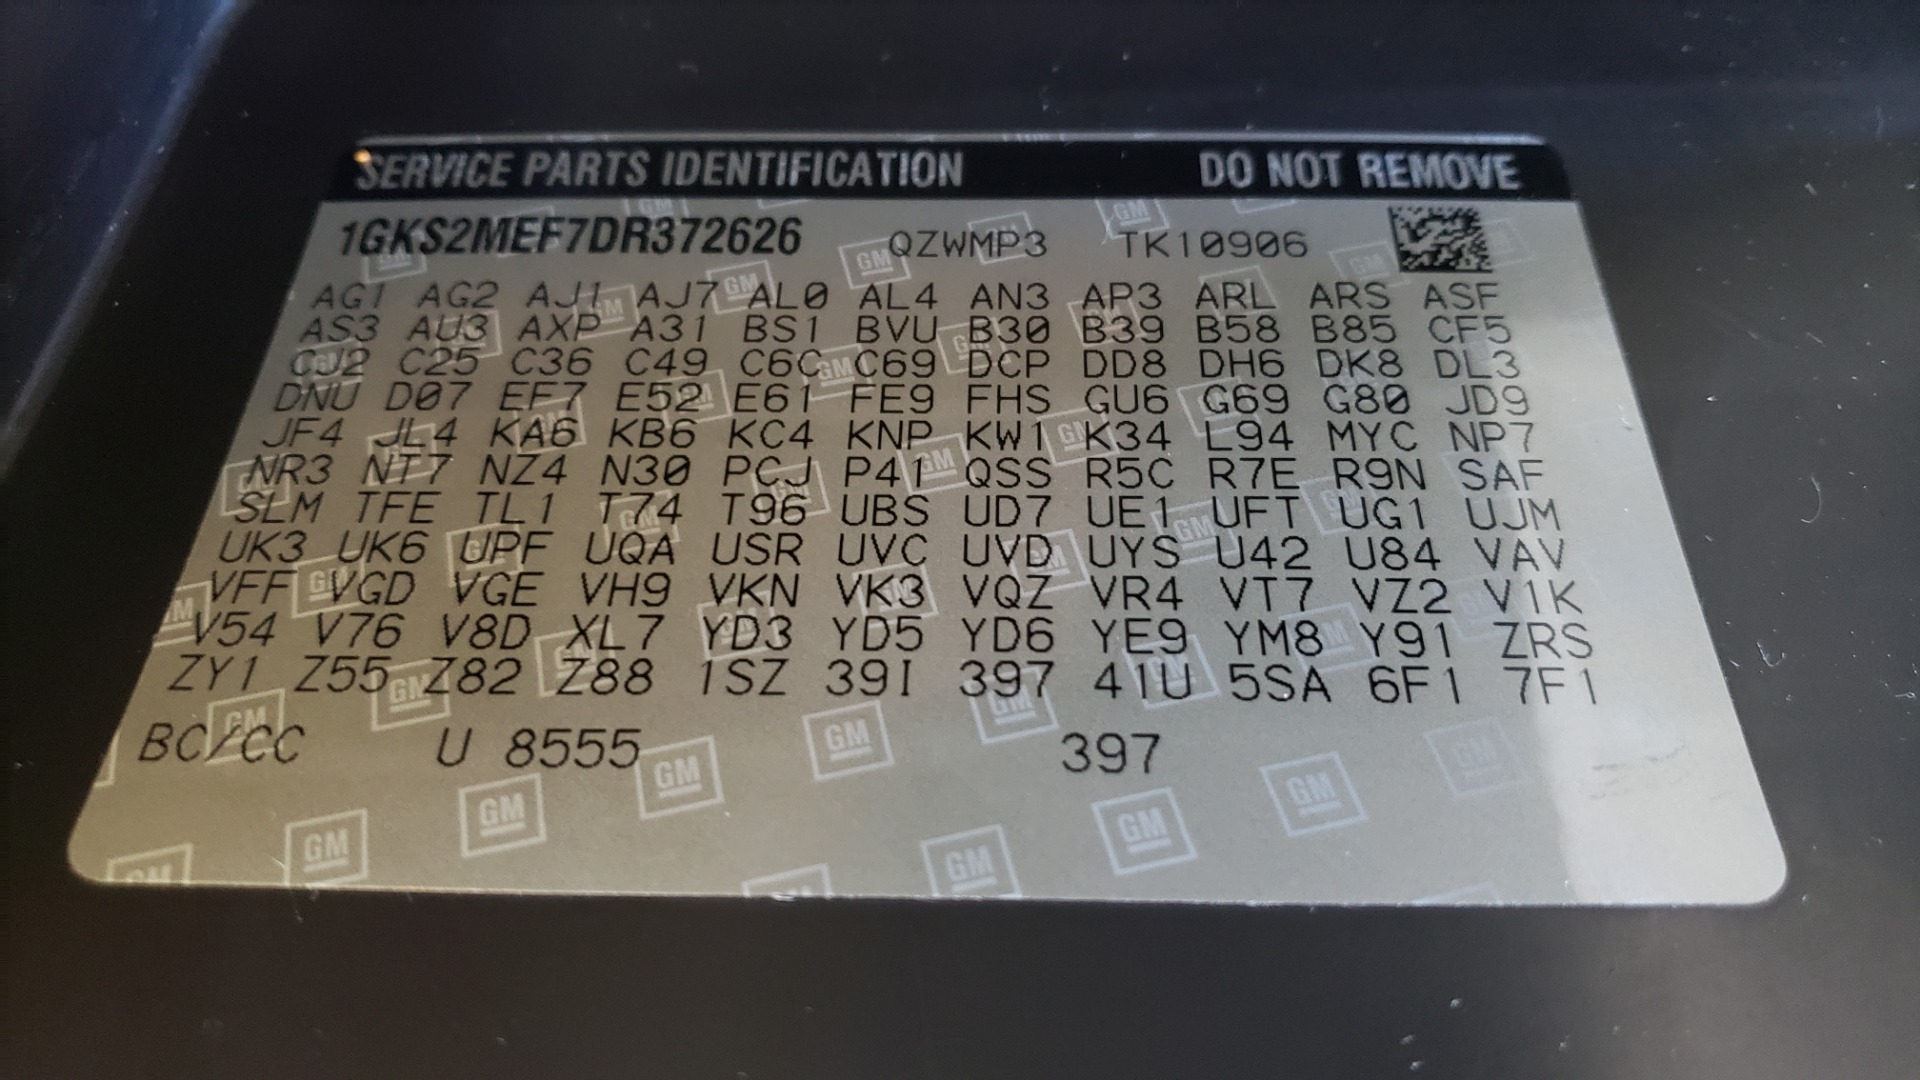 SERVICE PARTS IDENTIFICATION DO NOT REMOVE
1GKS2MEF7DR372626 QZWMP3 TK10906
AG1 AG2 AJ1 AJ7 AL0 AL4 AN3 AP3 ARL ARS ASF
AS3 AU3 AXP A31 BS1 BVU B30 B39 B58 B85 CF5
CJ2 C25 C36 C49 C6C C69 DCP DD8 DH6 DK8 DL3
DNU D07 EF7 E52 E61 FE9 FHS GU6 G69 G80 JD9
JF4 JL4 KA6 KB6 KC4 KNP KW1 K34 L94 MYC NP7
NR3 NT7 NZ4 N30 PCJ P41 QSS R5C R7E R9N SAF
SLM TFE TL1 T74 T96 UBS UD7 UE1 UFT UG1 UJM
UK3 UK6 UPF UQA USR UVC UVD UYS U42 U84 VAV
VFF VGD VGE VH9 VKN VK3 VQZ VR4 VT7 VZ2 V1K
V54 V76 V8D XL7 YD3 YD5 YD6 YE9 YM8 Y91 ZRS
ZY1 Z55 Z82 Z88 1SZ 39I 397 41U 5SA 6F1 7F1
BC/CC U 8555 397
GM GM GM GM GM GM GM